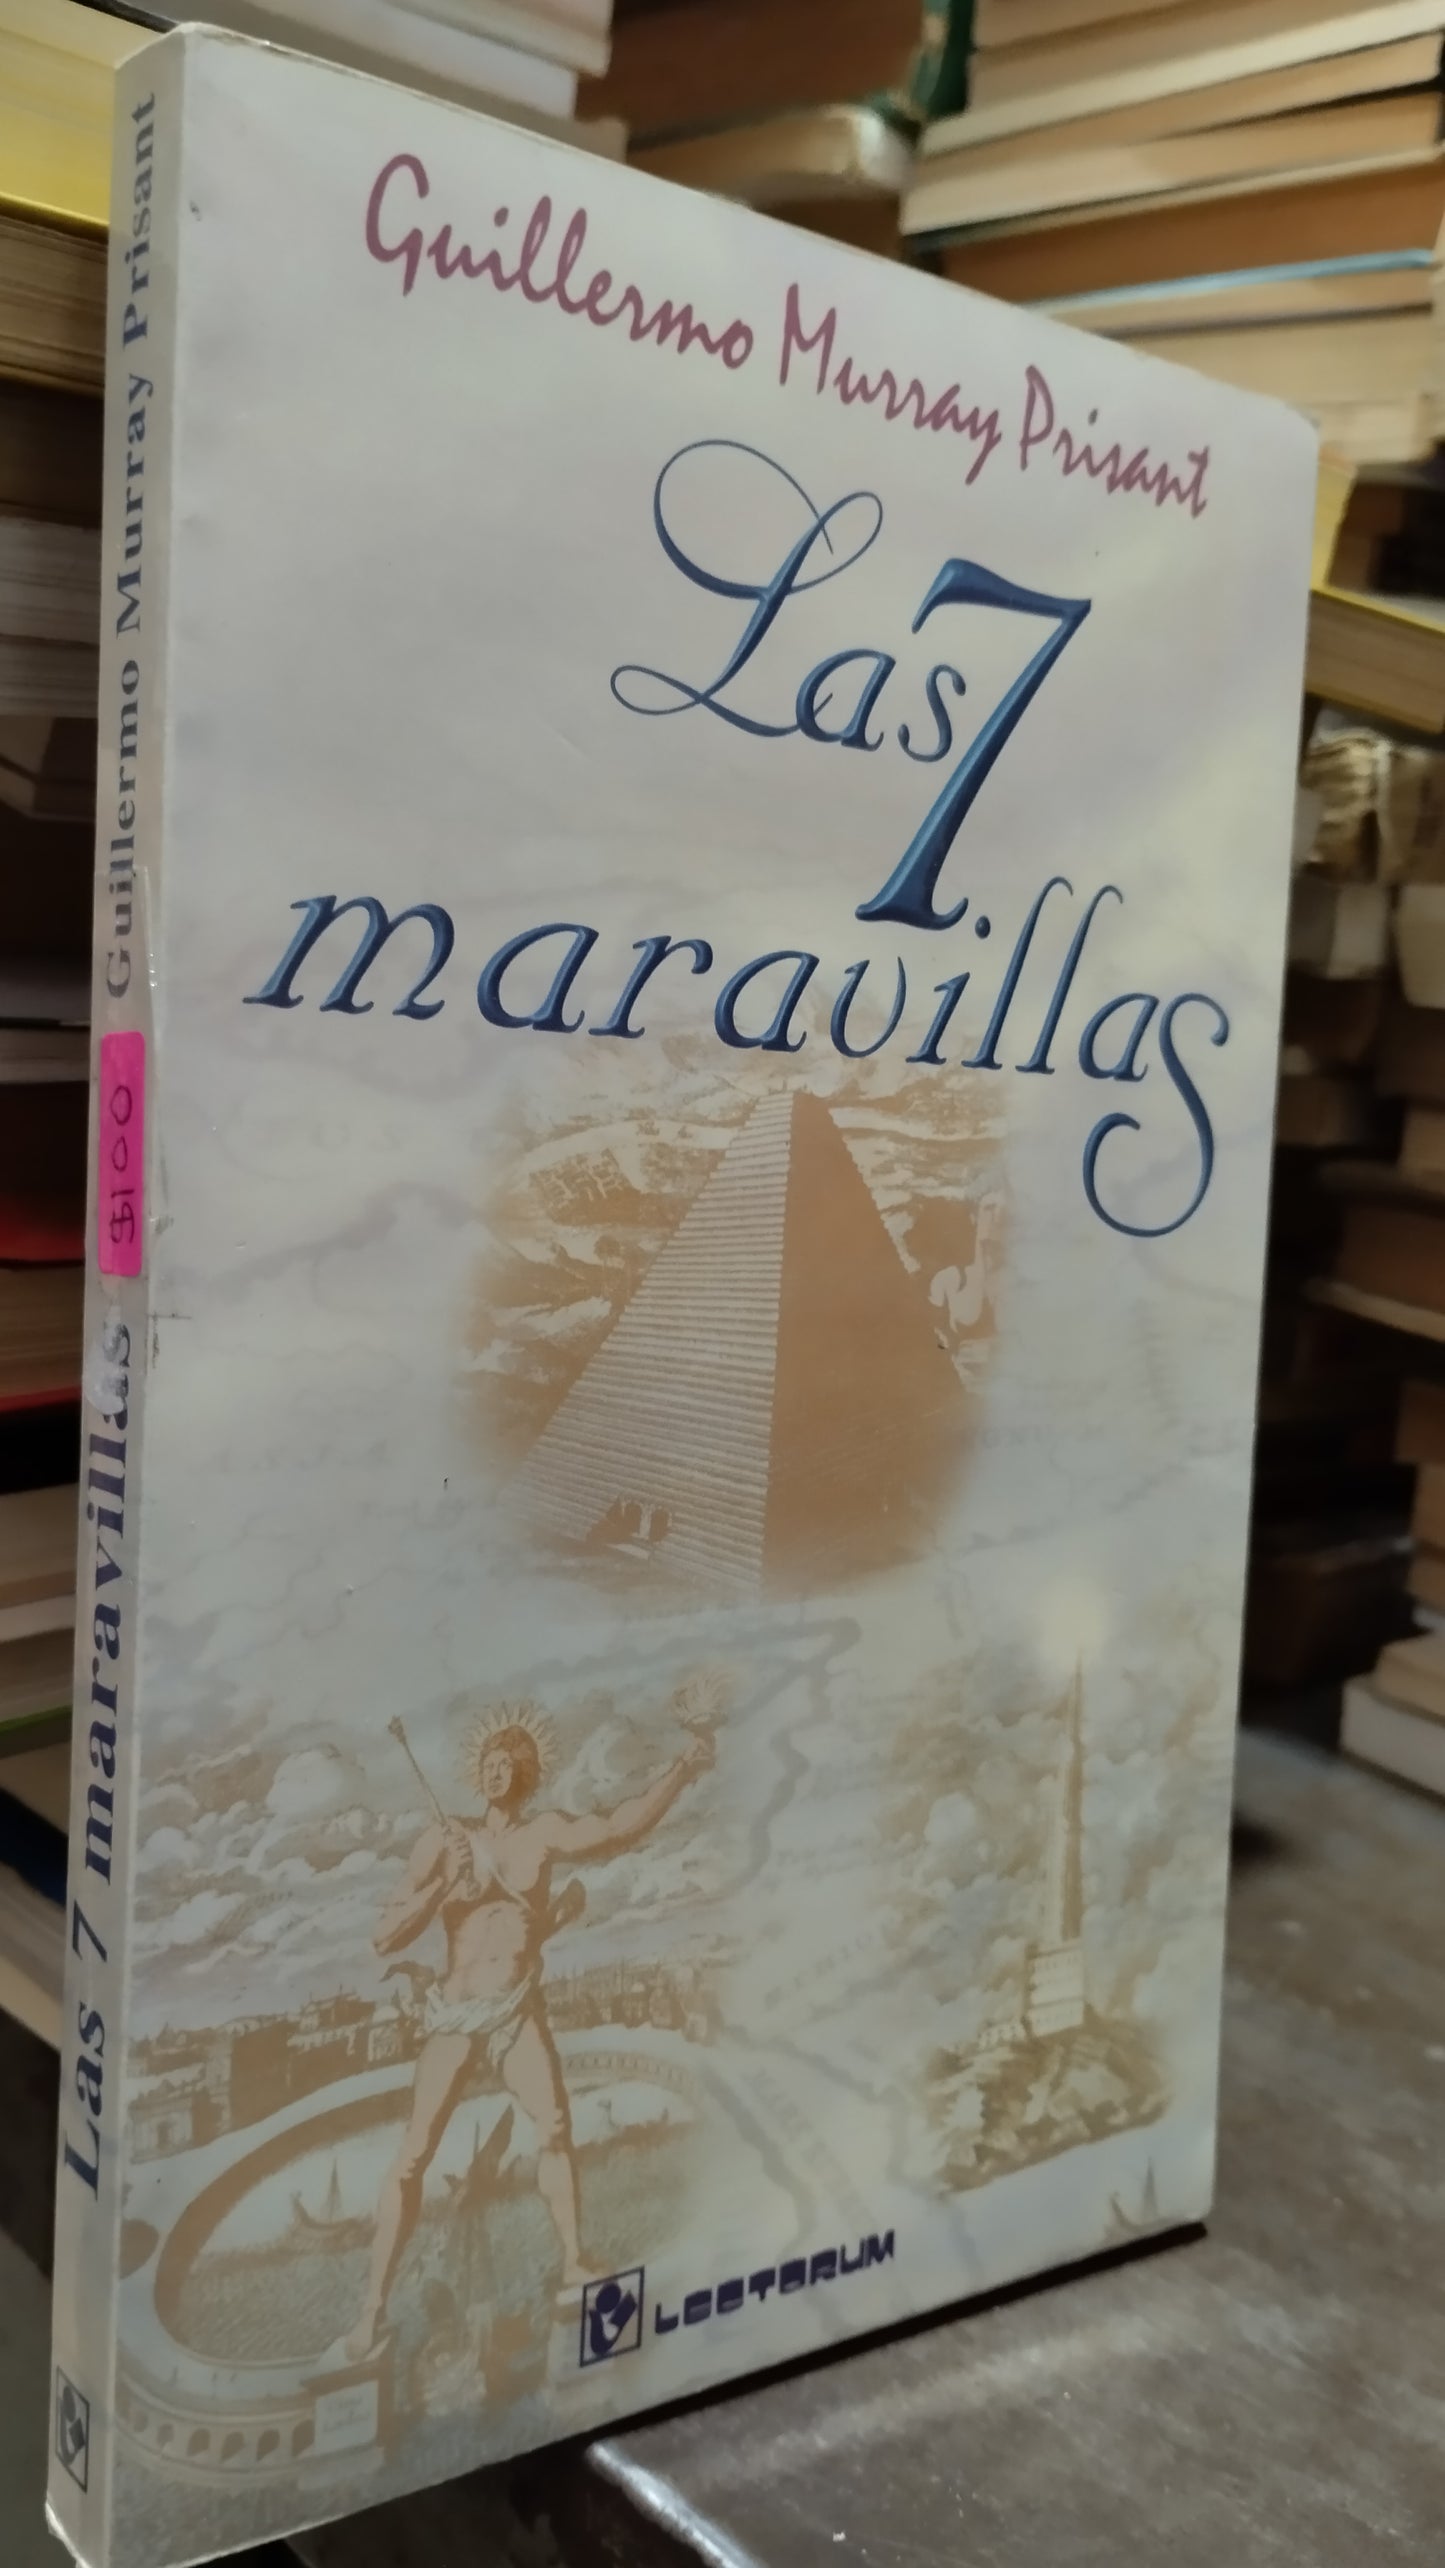 Guillermo Murray Prisant
Las 7
maravillas
LECTORUM
Las 7 maravillas
$100
Guillermo Murray Prisant